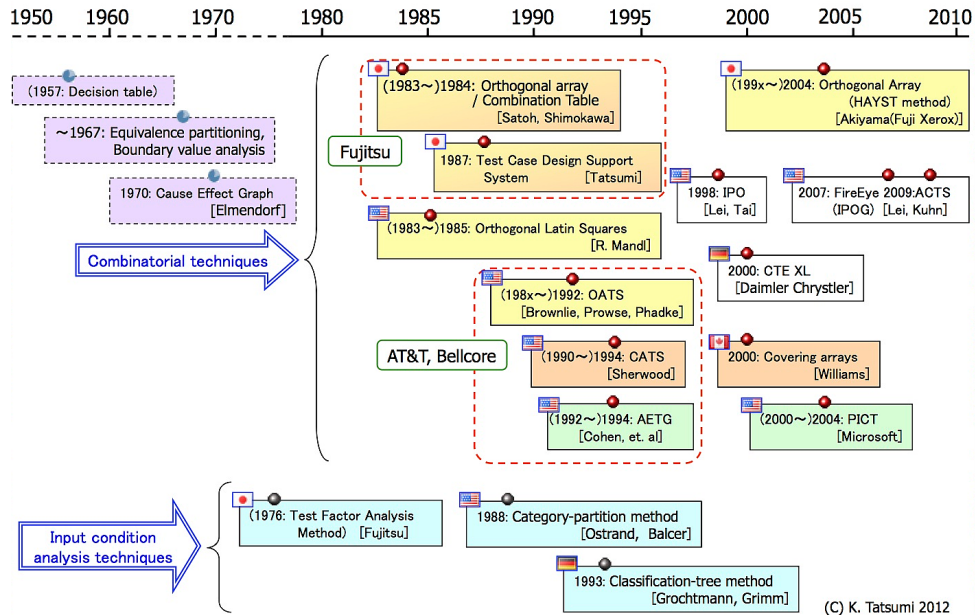 1950 1960 1970 1980 1985 1990 1995 2000 2005 2010
(1957: Decision table)
~1967: Equivalence partitioning,
Boundary value analysis
1970: Cause Effect Graph
[Elmendorf]
Combinatorial techniques
Fujitsu
(1983~)1984: Orthogonal array
/ Combination Table
[Satoh, Shimokawa]
1987: Test Case Design Support
System [Tatsumi]
(1983~)1985: Orthogonal Latin Squares
[R. Mandl]
AT&T, Bellcore
(198x~)1992: OATS
[Brownlie, Prowse, Phadke]
(1990~)1994: CATS
[Sherwood]
(1992~)1994: AETG
[Cohen, et. al]
(199x~)2004: Orthogonal Array
(HAYST method)
[Akiyama(Fuji Xerox)]
1998: IPO
[Lei, Tai]
2007: FireEye 2009:ACTS
(IPOG) [Lei, Kuhn]
2000: CTE XL
[Daimler Chrystler]
2000: Covering arrays
[Williams]
(2000~)2004: PICT
[Microsoft]
Input condition
analysis techniques
(1976: Test Factor Analysis
Method) [Fujitsu]
1988: Category-partition method
[Ostrand, Balcer]
1993: Classification-tree method
[Grochtmann, Grimm]
(C) K. Tatsumi 2012